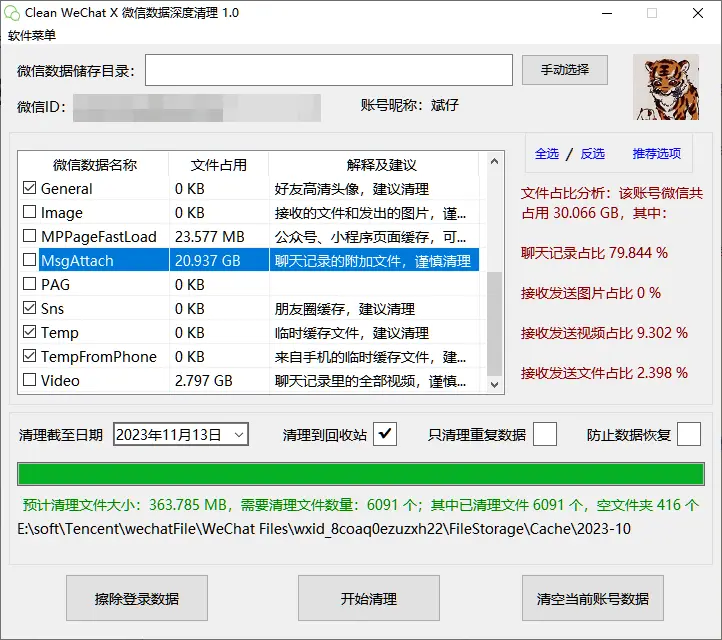 Clean WeChat X 微信数据深度清理 1.0
软件菜单
微信数据储存目录：
手动选择
微信ID：
账号昵称：斌仔
全选 / 反选 推荐选项
微信数据名称 文件占用 解释及建议
General 0 KB 好友高清头像，建议清理
Image 0 KB 接收的文件和发出的图片，谨...
MPPageFastLoad 23.577 MB 公众号、小程序页面缓存，可...
MsgAttach 20.937 GB 聊天记录的附加文件，谨慎清理
PAG 0 KB
Sns 0 KB 朋友圈缓存，建议清理
Temp 0 KB 临时缓存文件，建议清理
TempFromPhone 0 KB 来自手机的临时缓存文件，建...
Video 2.797 GB 聊天记录里的全部视频，谨慎...
文件占比分析：该账号微信共
占用 30.066 GB，其中：
聊天记录占比 79.844 %
接收发送图片占比 0 %
接收发送视频占比 9.302 %
接收发送文件占比 2.398 %
清理截至日期 2023年11月13日 清理到回收站 只清理重复数据 防止数据恢复
预计清理文件大小：363.785 MB，需要清理文件数量：6091 个；其中已清理文件 6091 个，空文件夹 416 个
E:\soft\Tencent\wechatFile\WeChat Files\wxid_8coaq0ezuzxh22\FileStorage\Cache\2023-10
擦除登录数据 开始清理 清空当前账号数据